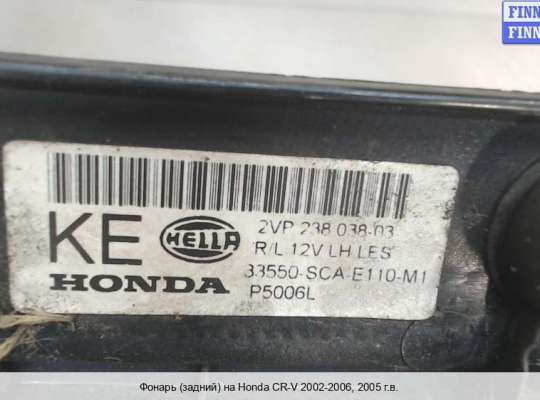 FINN
FINN
KE
HELLA
HONDA
2VP 238 038-03
R/L 12V LH LES
33550-SCA-E110-M1
P5006L
Фонарь (задний) на Honda CR-V 2002-2006, 2005 г.в.